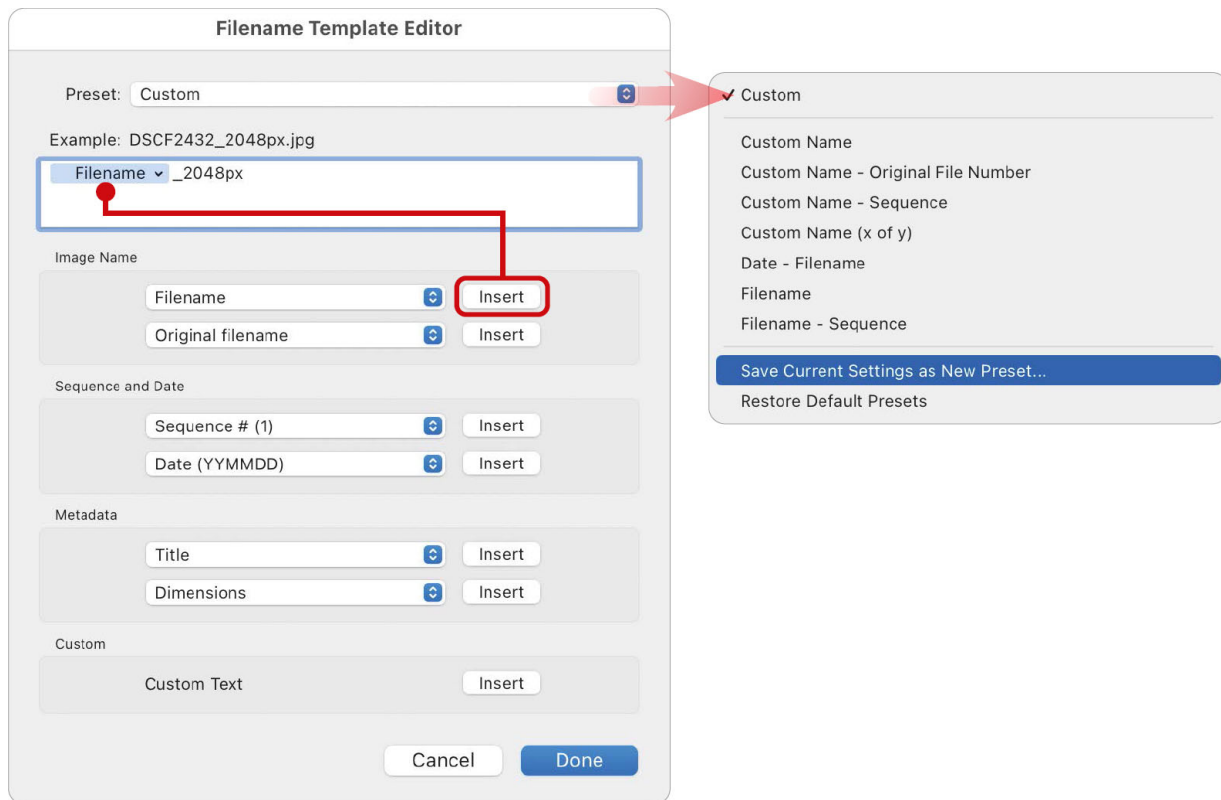 Filename Template Editor
Preset: Custom
Example: DSCF2432_2048px.jpg
Filename _2048px
Image Name
Filename Insert
Original filename Insert
Sequence and Date
Sequence # (1) Insert
Date (YYMMDD) Insert
Metadata
Title Insert
Dimensions Insert
Custom
Custom Text Insert
Cancel Done
Custom
Custom Name
Custom Name - Original File Number
Custom Name - Sequence
Custom Name (x of y)
Date - Filename
Filename
Filename - Sequence
Save Current Settings as New Preset...
Restore Default Presets